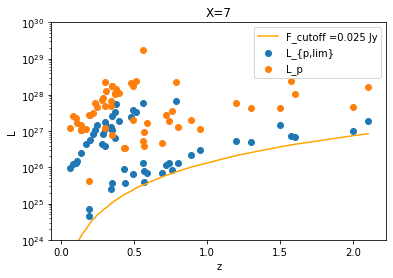 X=7
F_cutoff =0.025 Jy
L_{p,lim}
L_p
10^30
10^29
10^28
10^27
10^26
10^25
10^24
L
0.0 0.5 1.0 1.5 2.0
z